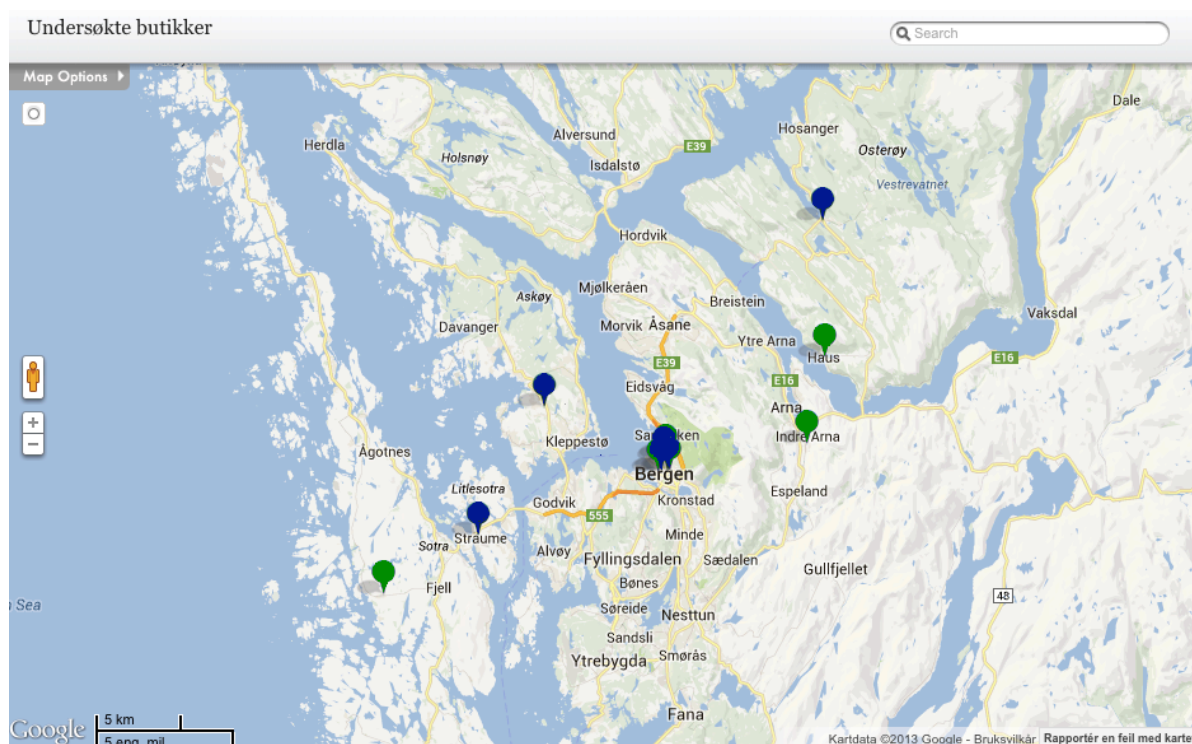 Undersøkte butikker
Search
Map Options
Dale
Hosanger
Alversund
Herdla
E39
Holsnøy
Osterøy
Isdalstø
Vestrevatnet
Hordvik
Mjølkeråen
Askøy
Breistein
Vaksdal
Davanger
Morvik
Åsane
Ytre Arna
Haus
E16
E39
Eidsvåg
E16
Arna
Kleppestø
Indre Arna
Ågotnes
Bergen
Litlesotra
Godvik
Kronstad
Espeland
555
Straume
Minde
Sotra
Alvøy
Fyllingsdalen
Sædalen
Gullfjellet
Fjell
Bønes
48
Sea
Søreide
Nesttun
Sandsli
Ytrebygda
Smørås
Fana
Google
5 km
5 eng. mil
Kartdata ©2013 Google - Bruksvilkår
Rapportér en feil med karte